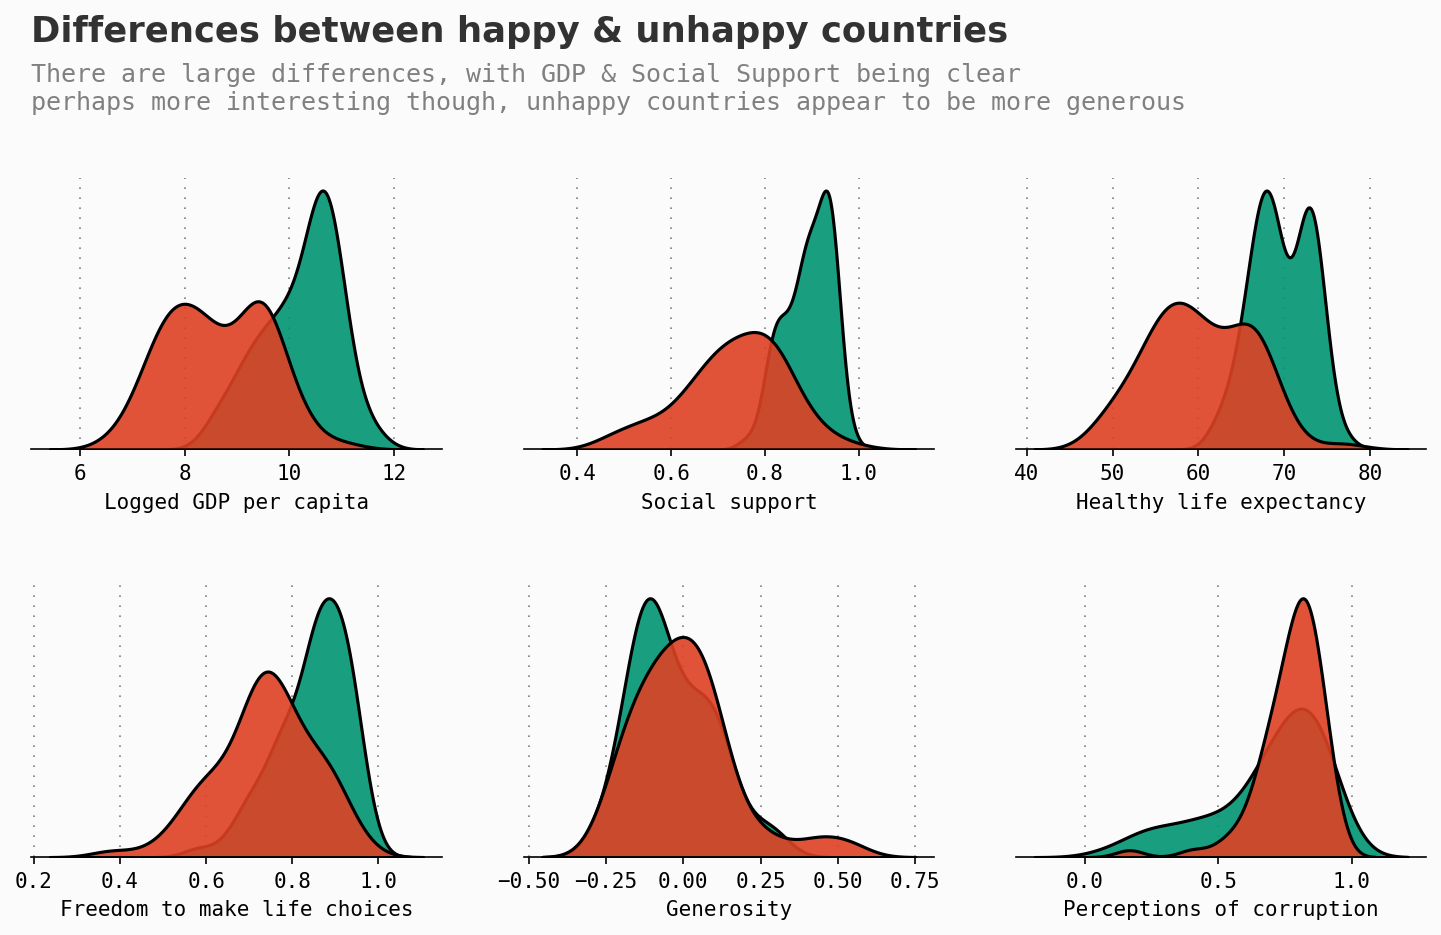 Differences between happy & unhappy countries
There are large differences, with GDP & Social Support being clear
perhaps more interesting though, unhappy countries appear to be more generous
6 8 10 12
Logged GDP per capita
0.4 0.6 0.8 1.0
Social support
40 50 60 70 80
Healthy life expectancy
0.2 0.4 0.6 0.8 1.0
Freedom to make life choices
−0.50 −0.25 0.00 0.25 0.50 0.75
Generosity
0.0 0.5 1.0
Perceptions of corruption